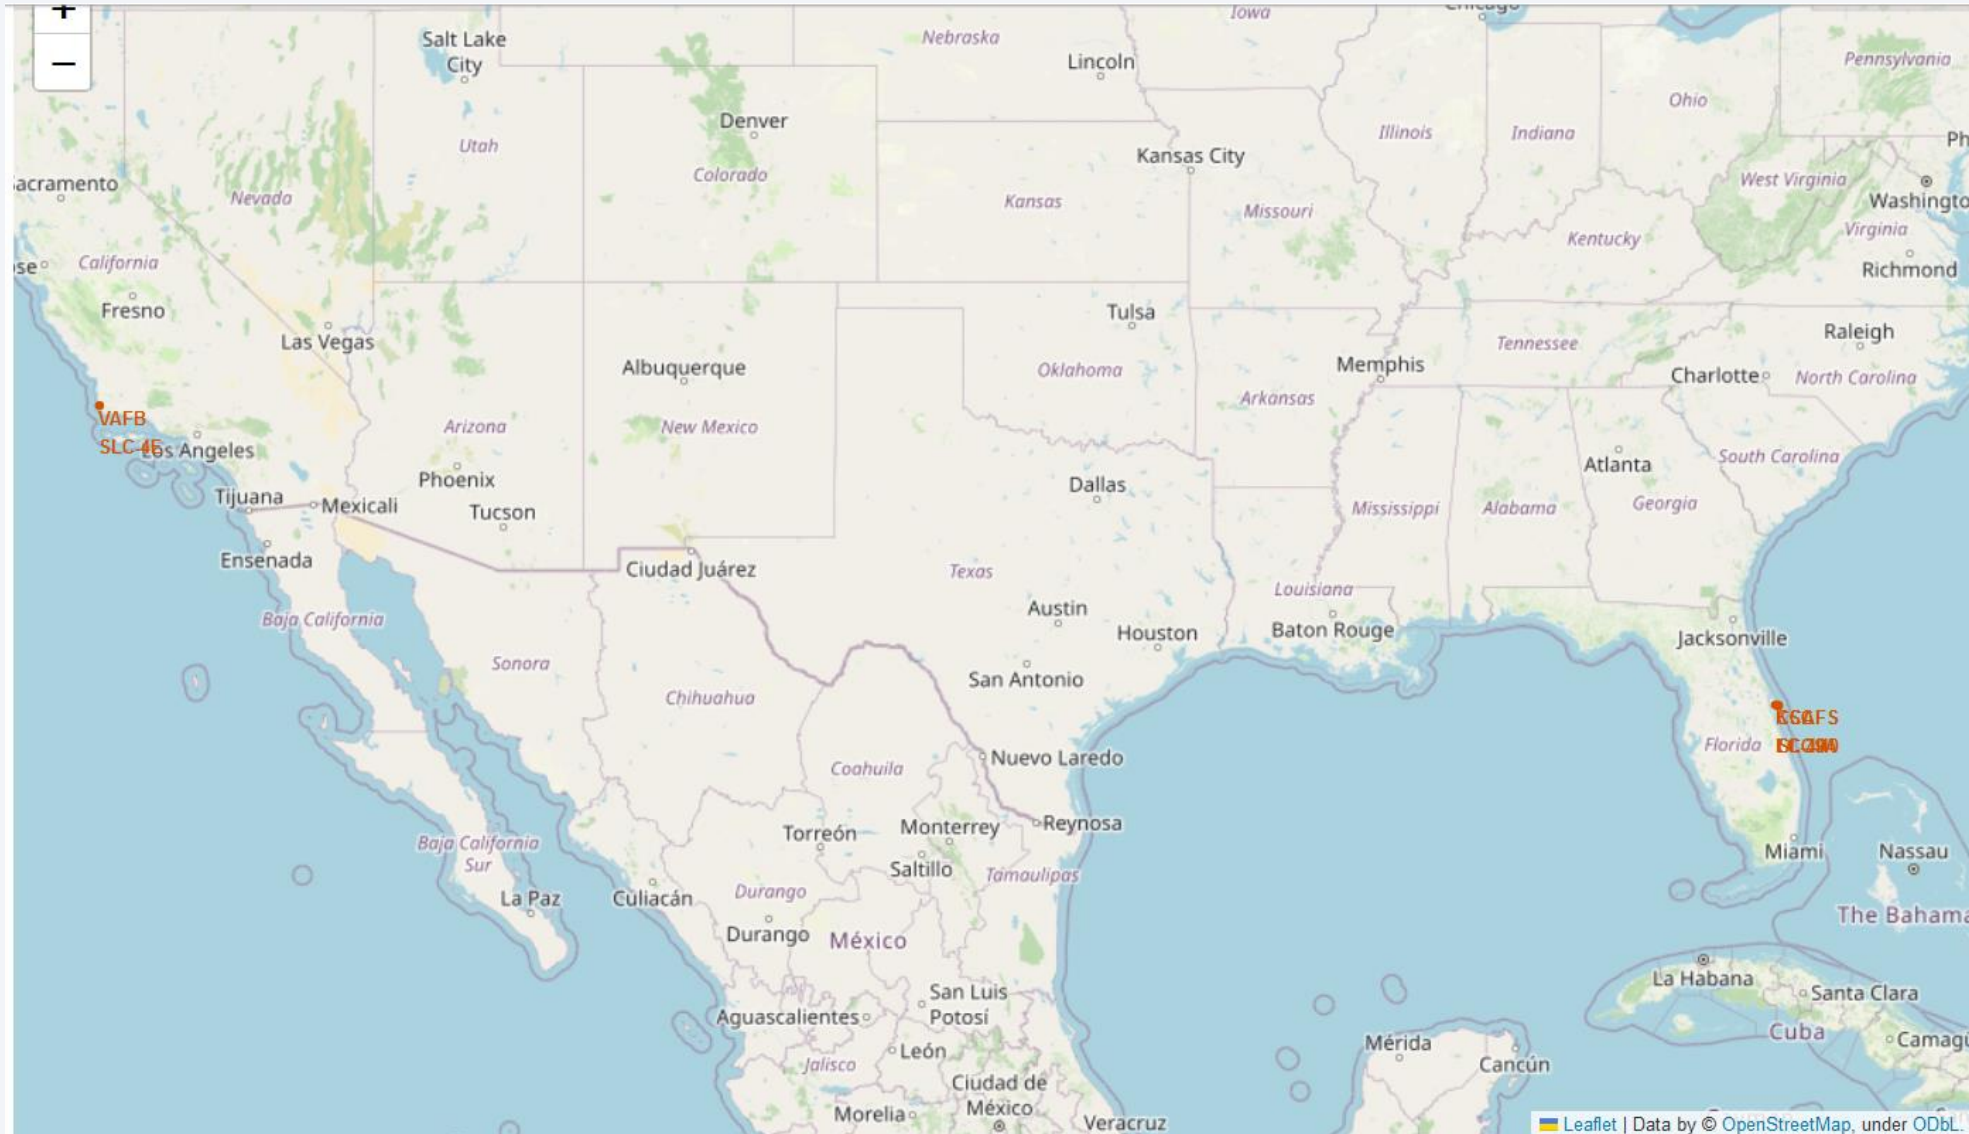 +
−
Salt Lake
City
Nebraska
Iowa
Chicago
Lincoln
Pennsylvania
Ohio
Denver
Utah
Colorado
Kansas City
Illinois
Indiana
Ph
acramento
Nevada
Kansas
Missouri
West Virginia
Washingto
Virginia
Kentucky
se
California
Richmond
Fresno
Las Vegas
Tulsa
Raleigh
Albuquerque
Oklahoma
Memphis
Tennessee
Charlotte
North Carolina
Arkansas
VAFB
SLC-4E
Los Angeles
Arizona
New Mexico
Atlanta
South Carolina
Phoenix
Dallas
Tijuana
Mexicali
Tucson
Mississippi
Alabama
Georgia
Ensenada
Ciudad Juárez
Texas
Louisiana
Austin
Baja California
Houston
Baton Rouge
Jacksonville
Sonora
San Antonio
Chihuahua
Florida
Nuevo Laredo
Coahuila
Torreón
Monterrey
Reynosa
Baja California
Sur
Saltillo
Tamaulipas
Miami
Nassau
La Paz
Culiacán
Durango
Durango
México
The Bahama
La Habana
Santa Clara
San Luis
Potosí
Aguascalientes
Cuba
Camagü
León
Mérida
Jalisco
Cancún
Ciudad de
México
Morelia
Veracruz
Leaflet | Data by © OpenStreetMap, under ODbL.